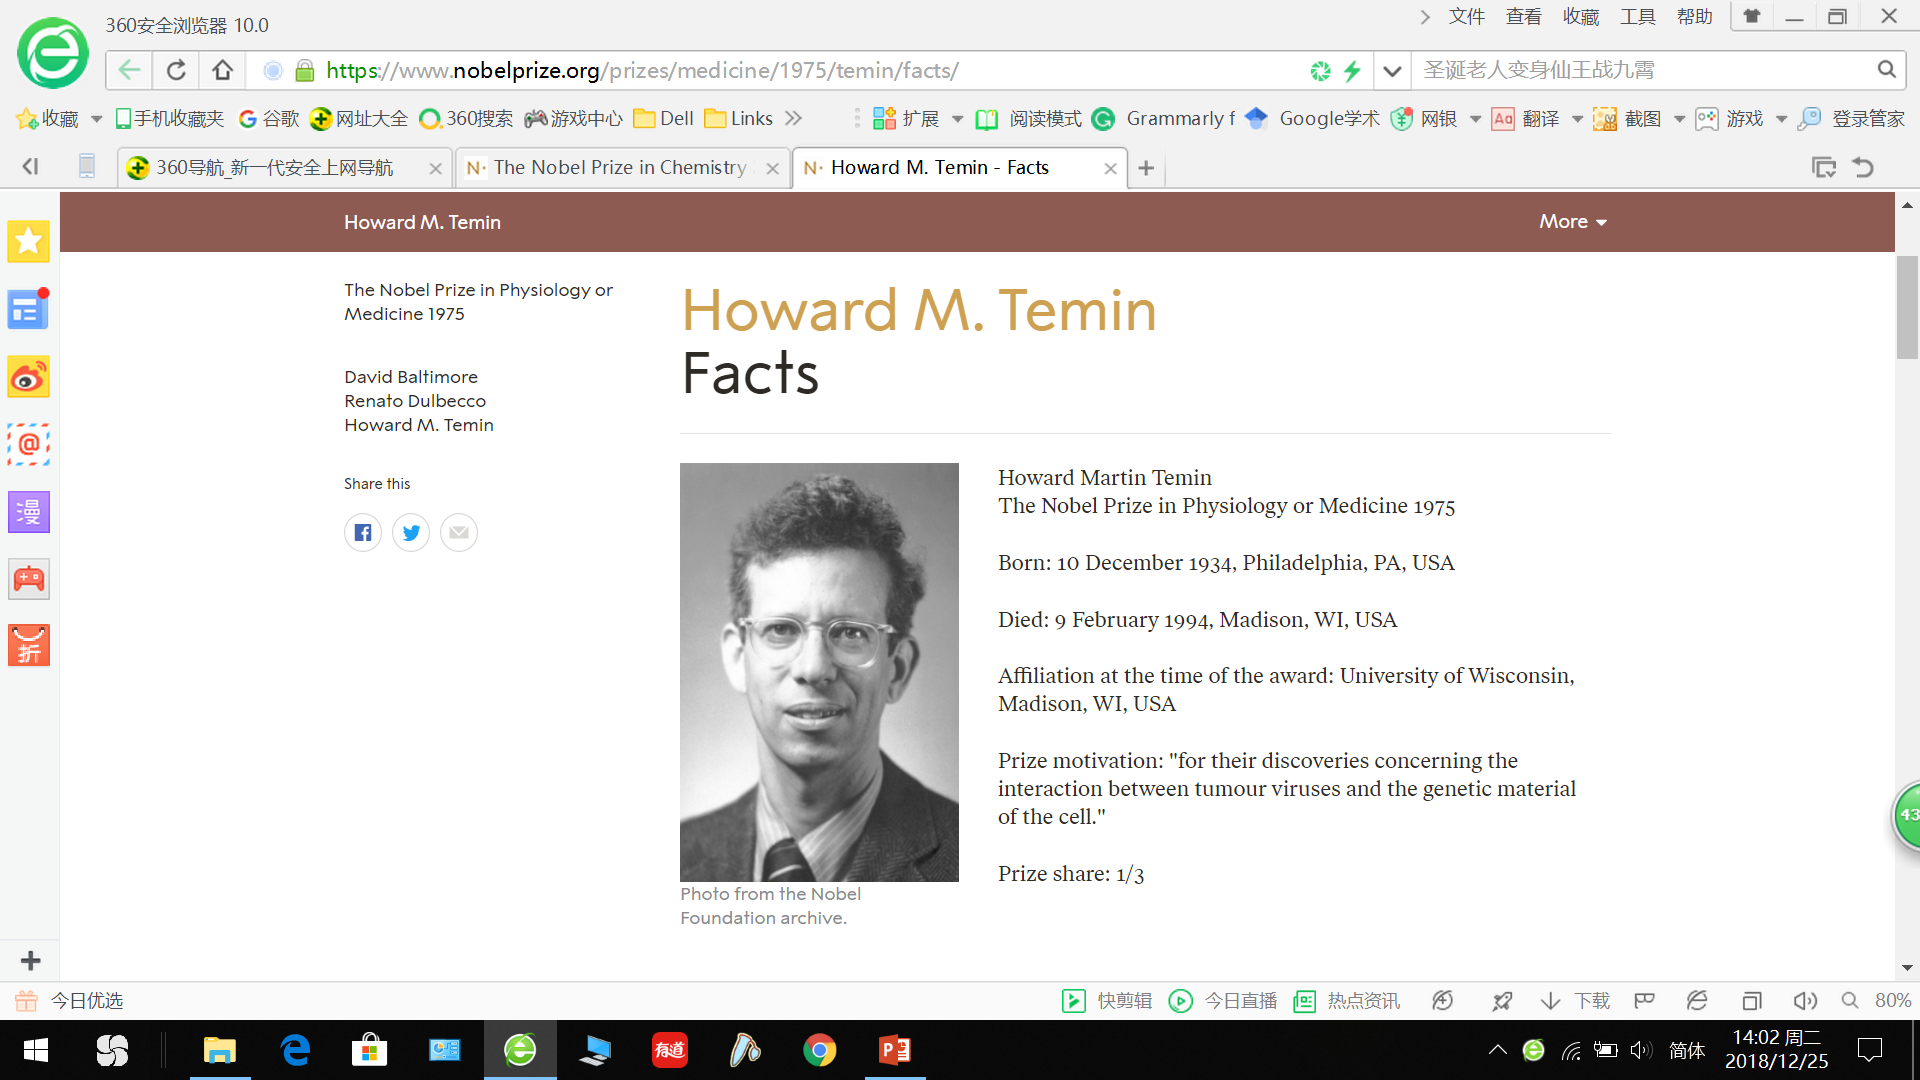 360安全浏览器 10.0
文件 查看 收藏 工具 帮助
https://www.nobelprize.org/prizes/medicine/1975/temin/facts/
圣诞老人变身仙王战九霄
收藏 手机收藏夹 谷歌 网址大全 360搜索 游戏中心 Dell Links
扩展 阅读模式 Grammarly f Google学术 网银 翻译 截图 游戏 登录管家
360导航_新一代安全上网导航
The Nobel Prize in Chemistry
Howard M. Temin - Facts
Howard M. Temin
More
The Nobel Prize in Physiology or
Medicine 1975
David Baltimore
Renato Dulbecco
Howard M. Temin
Share this
Howard M. Temin
Facts
Howard Martin Temin
The Nobel Prize in Physiology or Medicine 1975
Born: 10 December 1934, Philadelphia, PA, USA
Died: 9 February 1994, Madison, WI, USA
Affiliation at the time of the award: University of Wisconsin,
Madison, WI, USA
Prize motivation: "for their discoveries concerning the
interaction between tumour viruses and the genetic material
of the cell."
Prize share: 1/3
Photo from the Nobel
Foundation archive.
漫
折
43
今日优选
快剪辑 今日直播 热点资讯 下载 80%
有道
简体
14:02 周二
2018/12/25